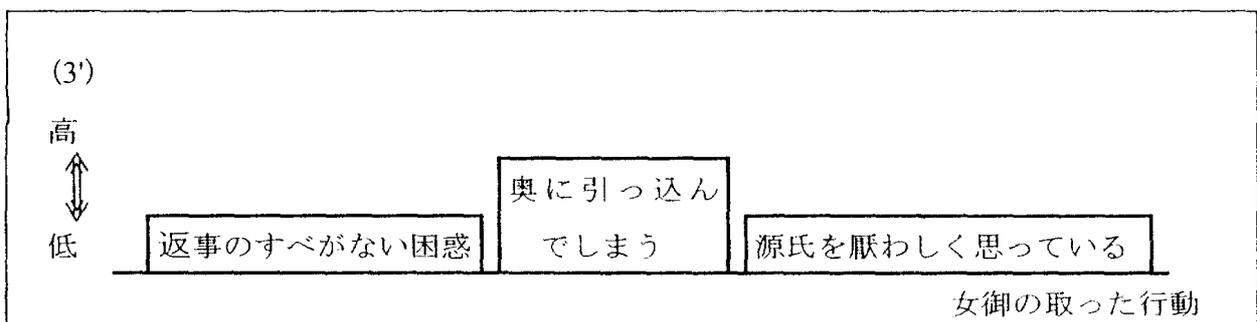 (3')
高
低
返事のすべがない困惑
奥に引っ込ん
でしまう
源氏を厭わしく思っている
女御の取った行動